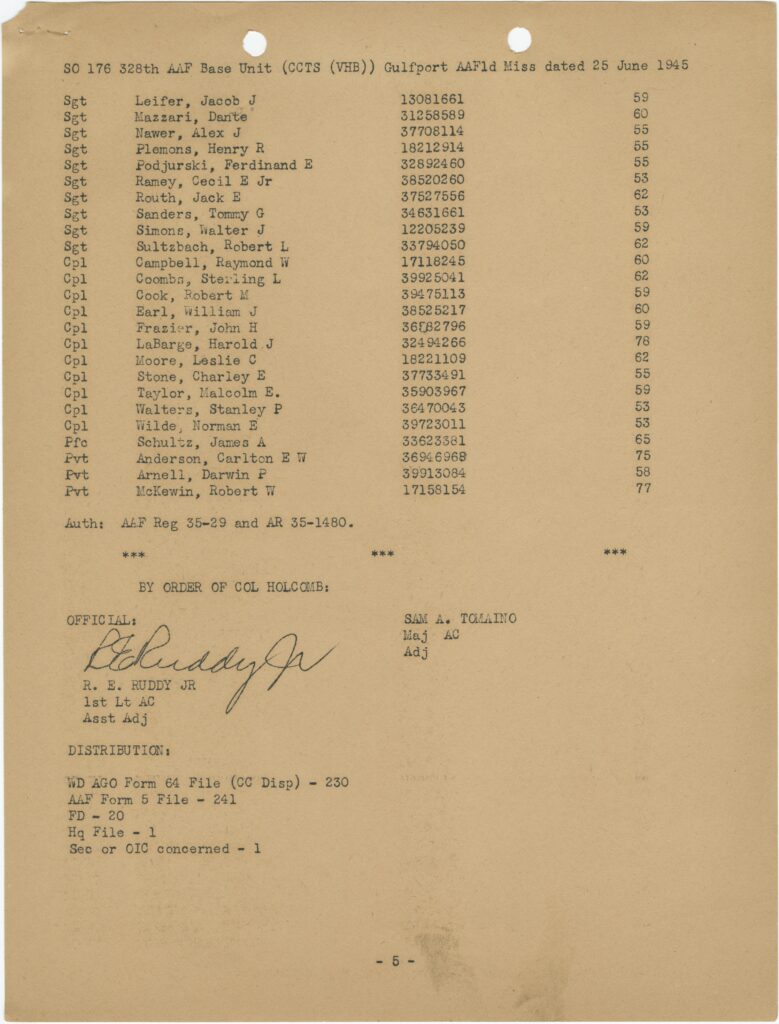 SO 176 328th AAF Base Unit (CCTS (VHB)) Gulfport AAFld Miss dated 25 June 1945
Sgt Leifer, Jacob J 13081661 59
Sgt Mazzari, Dante 31258589 60
Sgt Nawer, Alex J 37708114 55
Sgt Plemons, Henry R 18212914 55
Sgt Podjurski, Ferdinand E 32892460 55
Sgt Ramey, Cecil E Jr 38520260 53
Sgt Routh, Jack E 37527556 62
Sgt Sanders, Tommy G 34631661 53
Sgt Simons, Walter J 12205239 59
Sgt Sultzbach, Robert L 33794050 62
Cpl Campbell, Raymond W 17118245 60
Cpl Coombs, Sterling L 39925041 62
Cpl Cook, Robert M 39475113 59
Cpl Earl, William J 38525217 60
Cpl Frazier, John H 59
Cpl LaBarge, Harold J 32494266 78
Cpl Moore, Leslie C 18221109 62
Cpl Stone, Charley E 37733491 55
Cpl Taylor, Malcolm E. 35903967 59
Cpl Walters, Stanley P 36470043 53
Cpl Wilde, Norman E 39723011 53
Pfc Schultz, James A 33623381 65
Pvt Anderson, Carlton E W 36946968 75
Pvt Arnell, Darwin P 39913084 58
Pvt McKewin, Robert W 17158154 77
Auth: AAF Reg 35-29 and AR 35-1480.
*** *** ***
BY ORDER OF COL HOLCOMB:
OFFICIAL: SAM A. TOMAINO
Maj AC
Adj
R E Ruddy Jr
R. E. RUDDY JR
1st Lt AC
Asst Adj
DISTRIBUTION:
WD AGO Form 64 File (CC Disp) - 230
AAF Form 5 File - 241
FD - 20
Hq File - 1
Sec or OIC concerned - 1
- 5 -